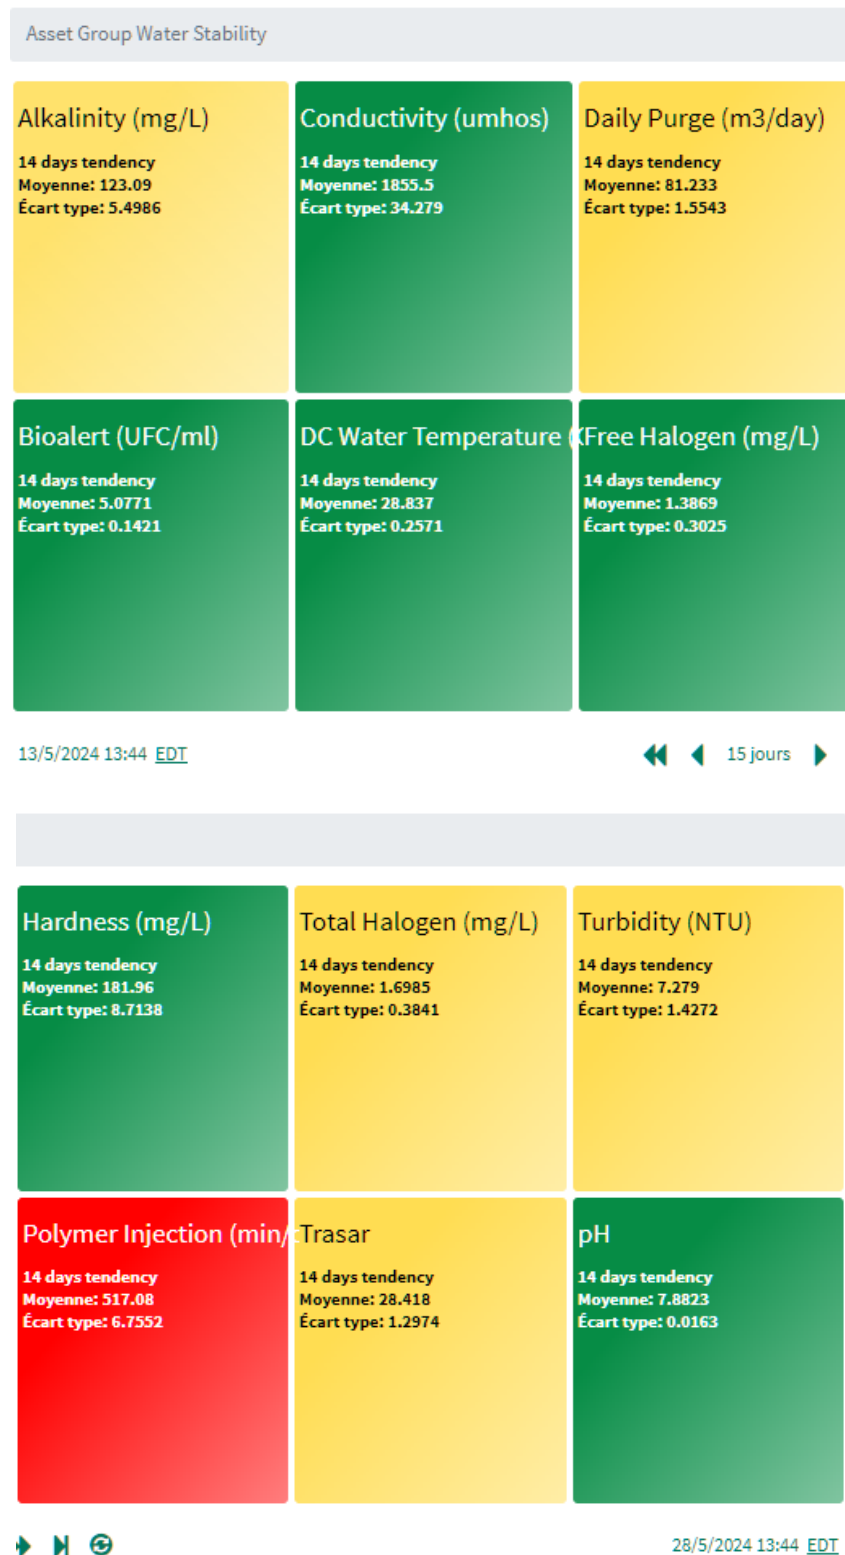 Asset Group Water Stability
Alkalinity (mg/L)
14 days tendency
Moyenne: 123.09
Écart type: 5.4986
Conductivity (umhos)
14 days tendency
Moyenne: 1855.5
Écart type: 34.279
Daily Purge (m3/day)
14 days tendency
Moyenne: 81.233
Écart type: 1.5543
Bioalert (UFC/ml)
14 days tendency
Moyenne: 5.0771
Écart type: 0.1421
DC Water Temperature (
14 days tendency
Moyenne: 28.837
Écart type: 0.2571
Free Halogen (mg/L)
14 days tendency
Moyenne: 1.3869
Écart type: 0.3025
13/5/2024 13:44 EDT
15 jours
Hardness (mg/L)
14 days tendency
Moyenne: 181.96
Écart type: 8.7138
Total Halogen (mg/L)
14 days tendency
Moyenne: 1.6985
Écart type: 0.3841
Turbidity (NTU)
14 days tendency
Moyenne: 7.279
Écart type: 1.4272
Polymer Injection (min/
14 days tendency
Moyenne: 517.08
Écart type: 6.7552
Trasar
14 days tendency
Moyenne: 28.418
Écart type: 1.2974
pH
14 days tendency
Moyenne: 7.8823
Écart type: 0.0163
28/5/2024 13:44 EDT